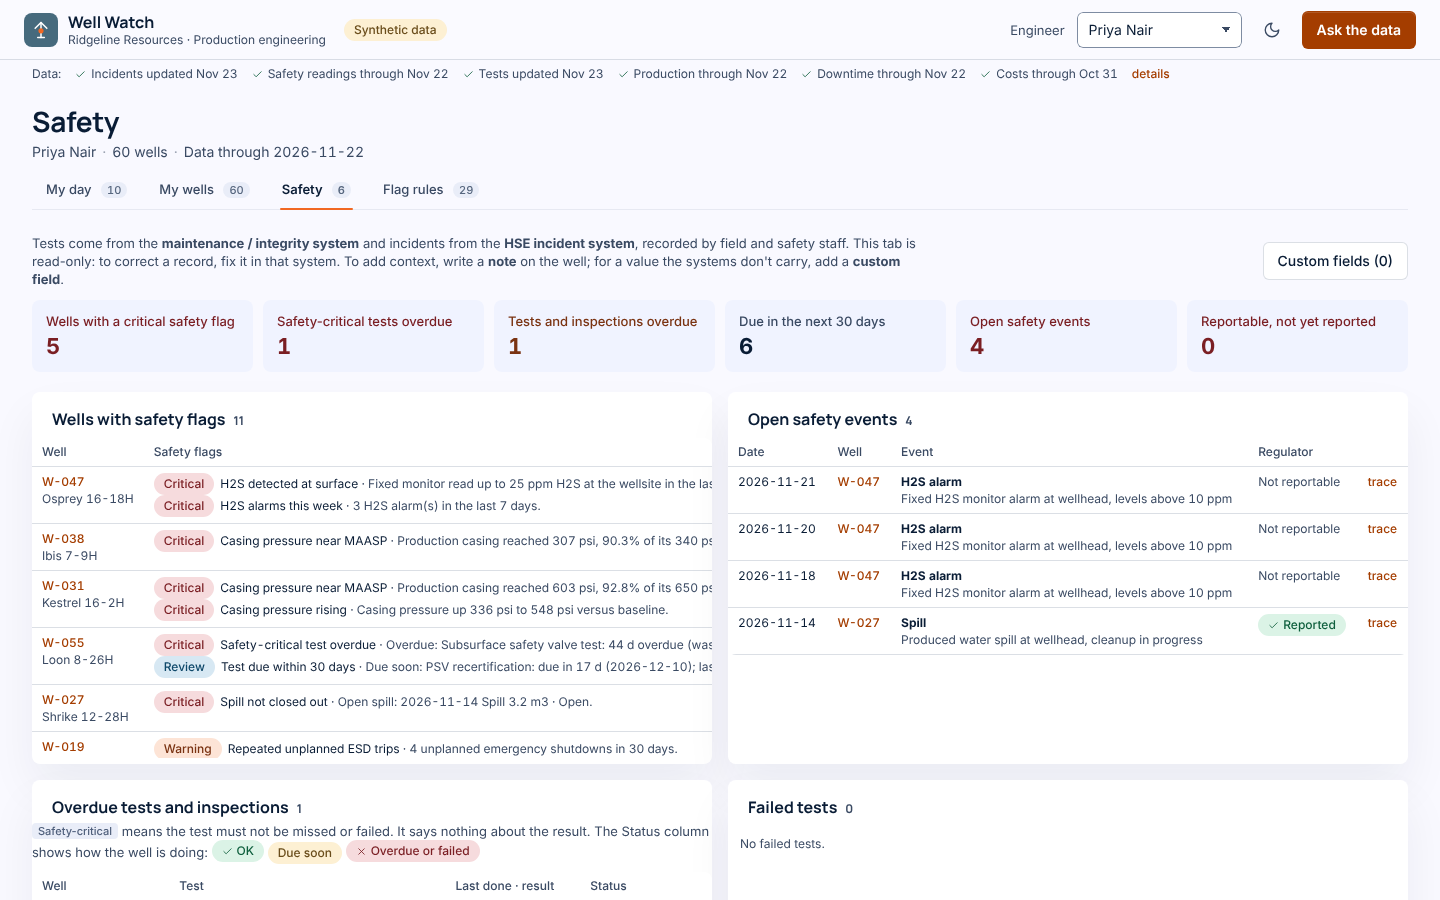 Well Watch
Ridgeline Resources · Production engineering
Synthetic data
Engineer
Priya Nair
Ask the data
Data: Incidents updated Nov 23 Safety readings through Nov 22 Tests updated Nov 23 Production through Nov 22 Downtime through Nov 22 Costs through Oct 31 details
Safety
Priya Nair · 60 wells · Data through 2026-11-22
My day 10 My wells 60 Safety 6 Flag rules 29
Tests come from the maintenance / integrity system and incidents from the HSE incident system, recorded by field and safety staff. This tab is
read-only: to correct a record, fix it in that system. To add context, write a note on the well; for a value the systems don't carry, add a custom
field.
Custom fields (0)
Wells with a critical safety flag
5
Safety-critical tests overdue
1
Tests and inspections overdue
1
Due in the next 30 days
6
Open safety events
4
Reportable, not yet reported
0
Wells with safety flags 11
Well Safety flags
W-047
Osprey 16-18H
Critical H2S detected at surface · Fixed monitor read up to 25 ppm H2S at the wellsite in the las
Critical H2S alarms this week · 3 H2S alarm(s) in the last 7 days.
W-038
Ibis 7-9H
Critical Casing pressure near MAASP · Production casing reached 307 psi, 90.3% of its 340 ps
W-031
Kestrel 16-2H
Critical Casing pressure near MAASP · Production casing reached 603 psi, 92.8% of its 650 ps
Critical Casing pressure rising · Casing pressure up 336 psi to 548 psi versus baseline.
W-055
Loon 8-26H
Critical Safety-critical test overdue · Overdue: Subsurface safety valve test: 44 d overdue (was
Review Test due within 30 days · Due soon: PSV recertification: due in 17 d (2026-12-10); las
W-027
Shrike 12-28H
Critical Spill not closed out · Open spill: 2026-11-14 Spill 3.2 m3 · Open.
W-019
Warning Repeated unplanned ESD trips · 4 unplanned emergency shutdowns in 30 days.
Open safety events 4
Date Well Event Regulator
2026-11-21 W-047 H2S alarm Not reportable trace
Fixed H2S monitor alarm at wellhead, levels above 10 ppm
2026-11-20 W-047 H2S alarm Not reportable trace
Fixed H2S monitor alarm at wellhead, levels above 10 ppm
2026-11-18 W-047 H2S alarm Not reportable trace
Fixed H2S monitor alarm at wellhead, levels above 10 ppm
2026-11-14 W-027 Spill Reported trace
Produced water spill at wellhead, cleanup in progress
Overdue tests and inspections 1
Safety-critical means the test must not be missed or failed. It says nothing about the result. The Status column
shows how the well is doing: OK Due soon Overdue or failed
Well Test Last done · result Status
Failed tests 0
No failed tests.